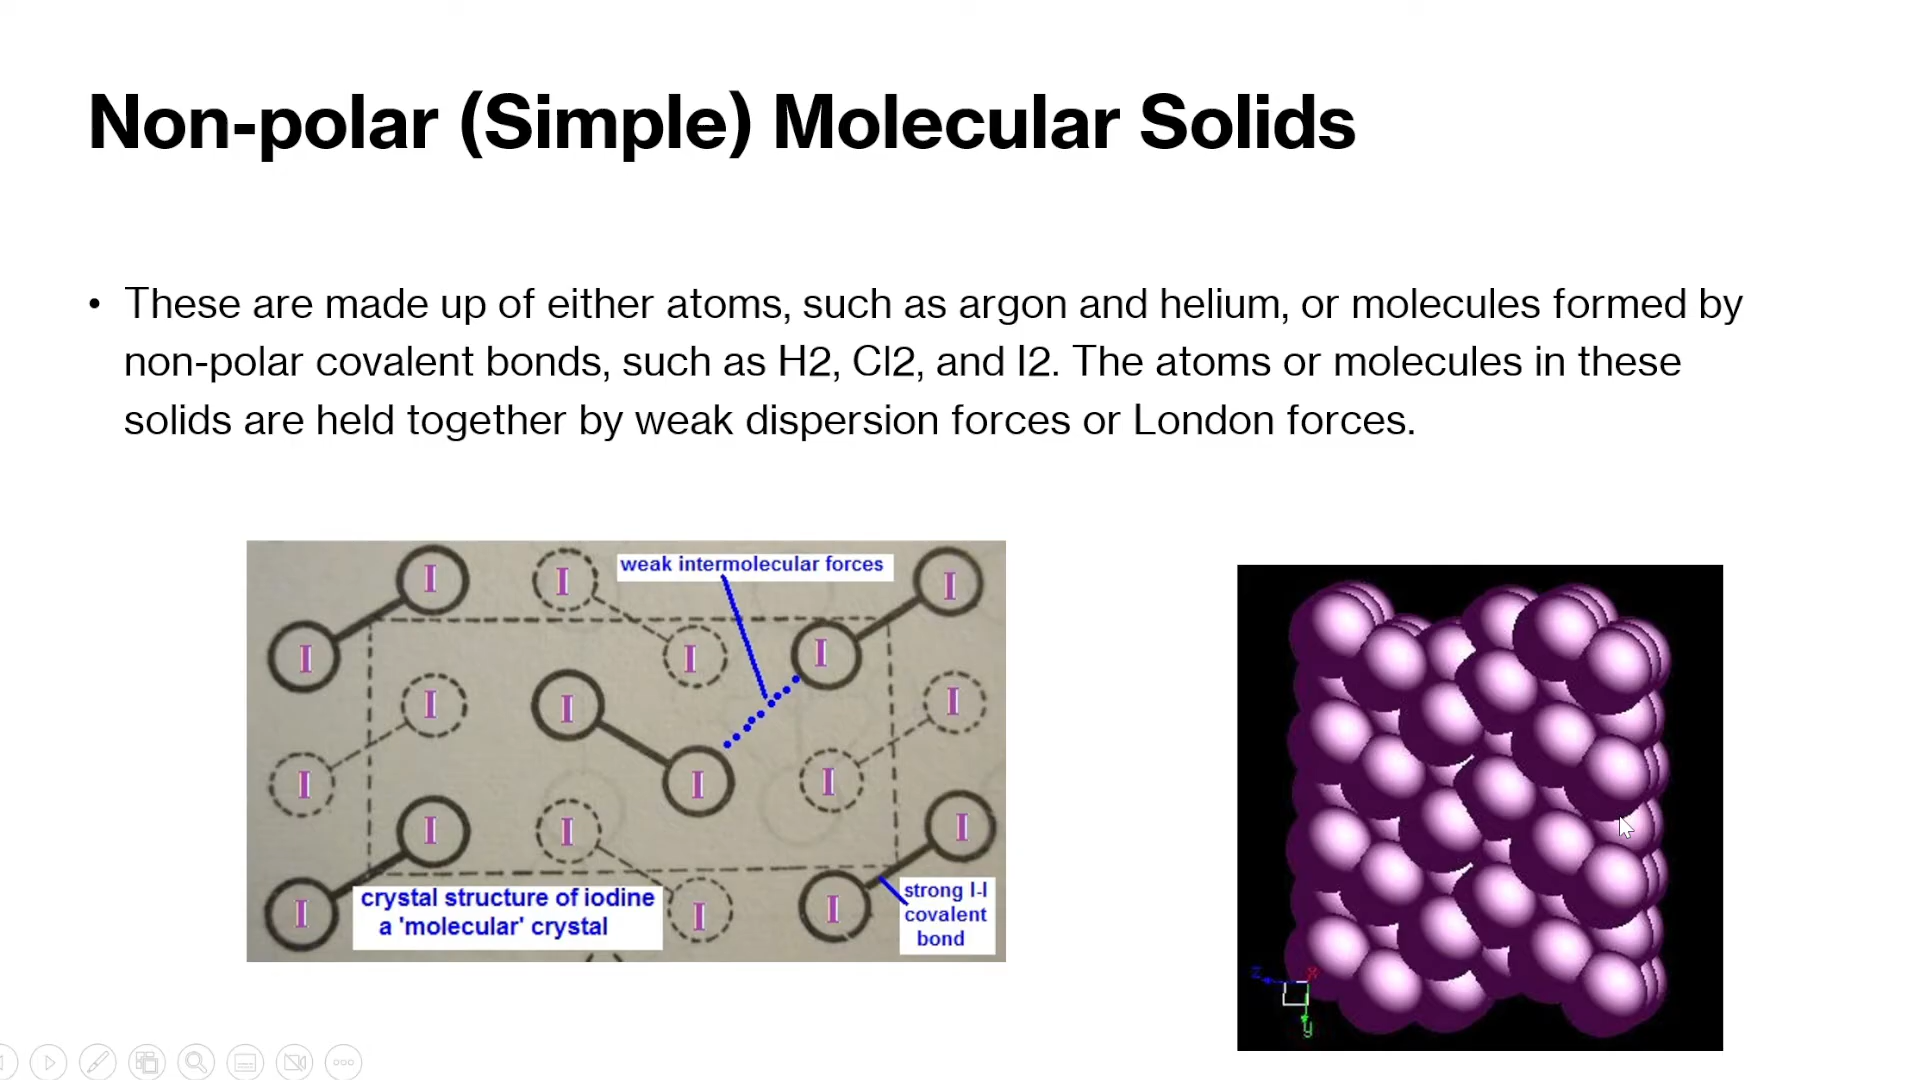 Non-polar (Simple) Molecular Solids
• These are made up of either atoms, such as argon and helium, or molecules formed by
non-polar covalent bonds, such as H2, Cl2, and I2. The atoms or molecules in these
solids are held together by weak dispersion forces or London forces.
weak intermolecular forces
I I I
I I I
I I I
I I I
I I I
I I I
crystal structure of iodine
a 'molecular' crystal
strong I-I
covalent
bond
z x
y